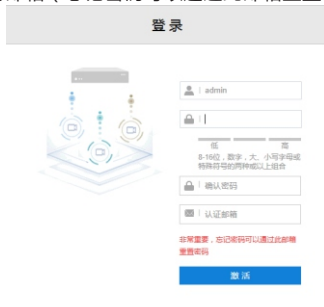 登录
admin
低 高
8-16位，数字，大、小写字母或
特殊符号的两种或以上组合
确认密码
认证邮箱
非常重要，忘记密码可以通过此邮箱
重置密码
激活